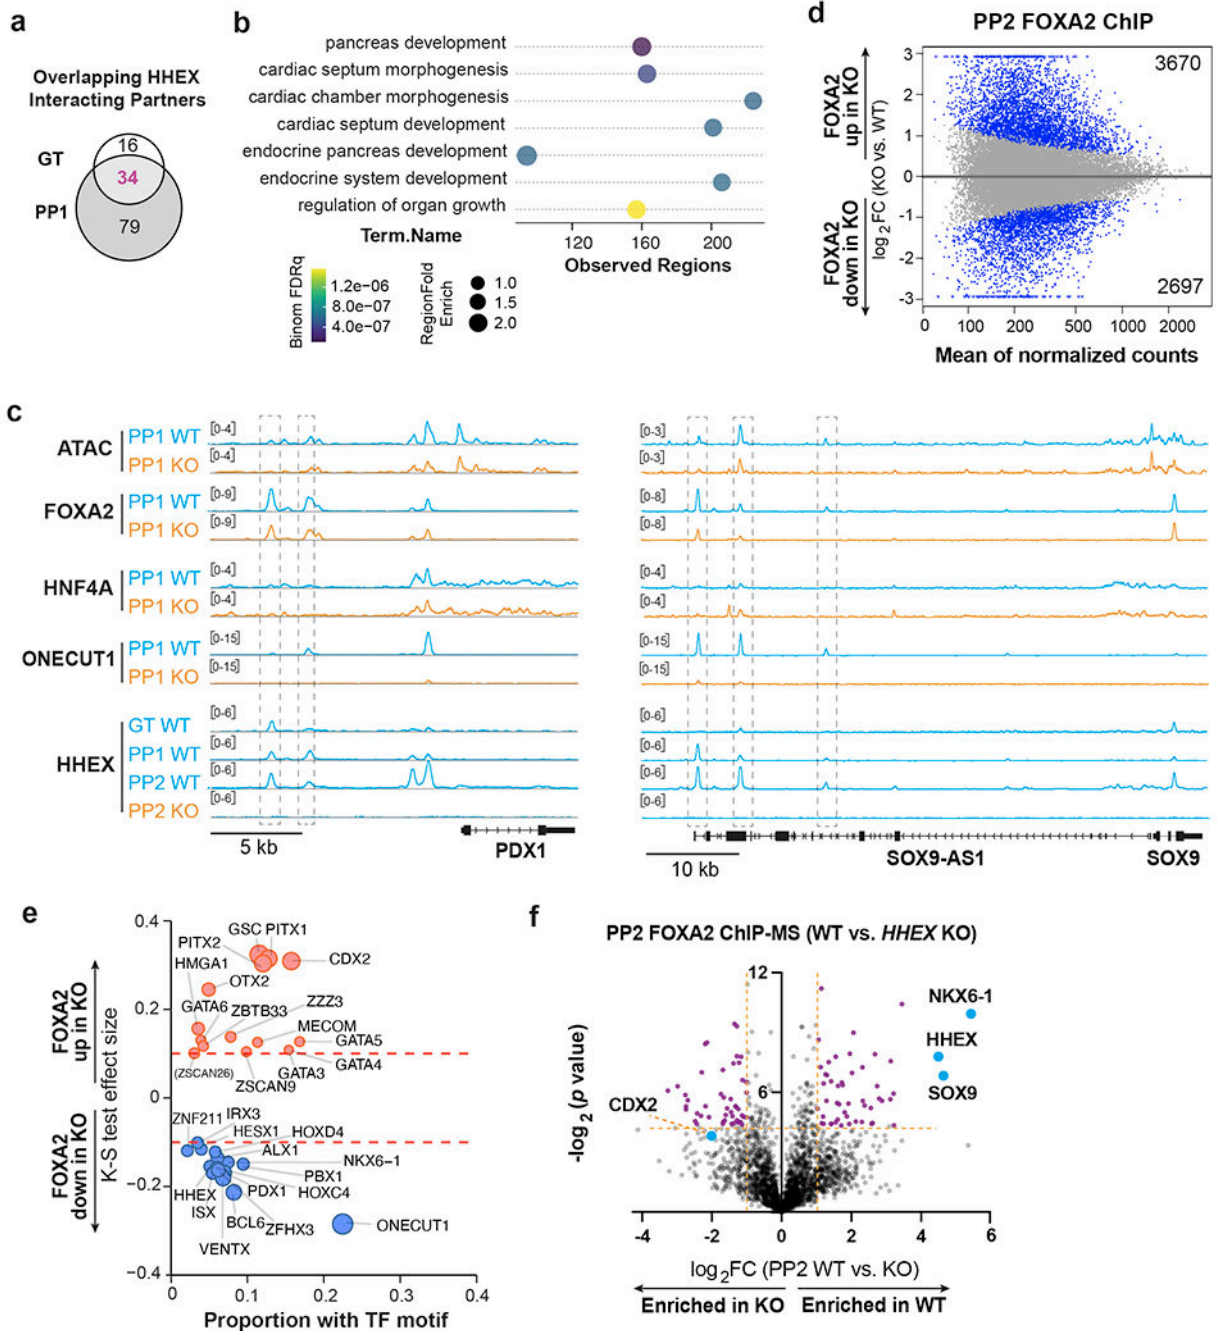 a
Overlapping HHEX
Interacting Partners
GT
16
34
PP1
79
b
pancreas development
cardiac septum morphogenesis
cardiac chamber morphogenesis
cardiac septum development
endocrine pancreas development
endocrine system development
regulation of organ growth
Term.Name
120
160
200
Observed Regions
Binom FDRq
1.2e−06
8.0e−07
4.0e−07
RegionFold
Enrich
1.0
1.5
2.0
d
PP2 FOXA2 ChIP
FOXA2
up in KO
FOXA2
down in KO
log2FC (KO vs. WT)
3
2
1
0
-1
-2
-3
3670
2697
0
100
200
500
1000
2000
Mean of normalized counts
c
ATAC
PP1 WT
[0-4]
[0-3]
PP1 KO
[0-4]
[0-3]
FOXA2
PP1 WT
[0-9]
[0-8]
PP1 KO
[0-9]
[0-8]
HNF4A
PP1 WT
[0-4]
[0-4]
PP1 KO
[0-4]
[0-4]
ONECUT1
PP1 WT
[0-15]
[0-15]
PP1 KO
[0-15]
[0-15]
HHEX
GT WT
[0-6]
[0-6]
PP1 WT
[0-6]
[0-6]
PP2 WT
[0-6]
[0-6]
PP2 KO
[0-6]
[0-6]
5 kb
PDX1
10 kb
SOX9-AS1
SOX9
e
FOXA2
up in KO
FOXA2
down in KO
K-S test effect size
0.4
0.2
0
−0.2
−0.4
GSC
PITX1
PITX2
HMGA1
CDX2
OTX2
GATA6
ZBTB33
ZZZ3
MECOM
GATA5
GATA4
GATA3
(ZSCAN26)
ZSCAN9
ZNF211
IRX3
HESX1
HOXD4
ALX1
NKX6−1
PBX1
HHEX
PDX1
HOXC4
ISX
BCL6
ZFHX3
VENTX
ONECUT1
0
0.1
0.2
0.3
0.4
Proportion with TF motif
f
PP2 FOXA2 ChIP-MS (WT vs. HHEX KO)
-log2 (p value)
12
6
NKX6-1
HHEX
SOX9
CDX2
-4
-2
0
2
4
6
log2FC (PP2 WT vs. KO)
Enriched in KO
Enriched in WT